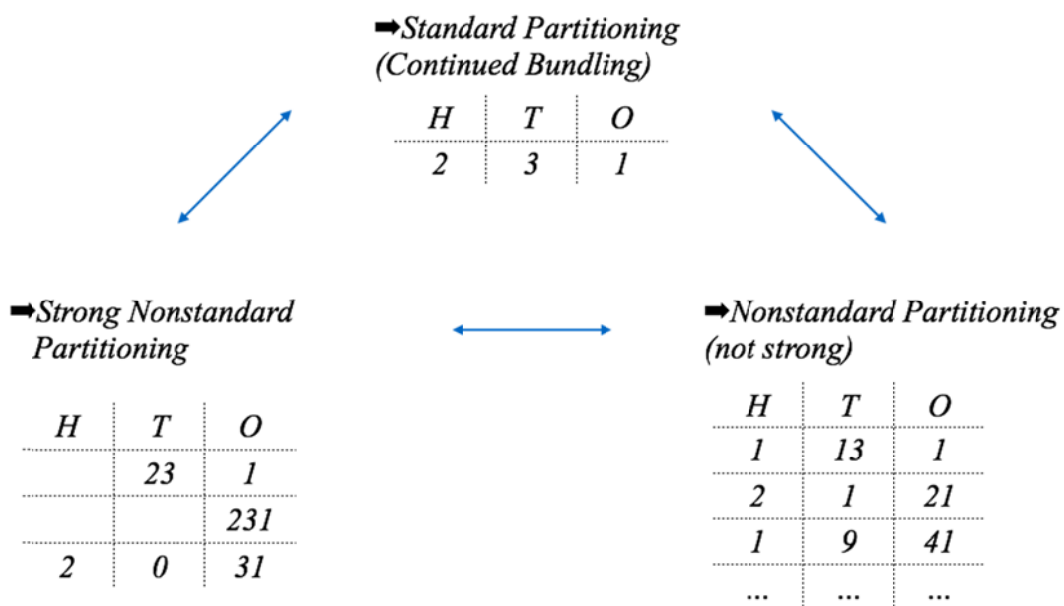 ➡Standard Partitioning
(Continued Bundling)
H T O
2 3 1
➡Strong Nonstandard
Partitioning
H T O
23 1
231
2 0 31
➡Nonstandard Partitioning
(not strong)
H T O
1 13 1
2 1 21
1 9 41
... ... ...